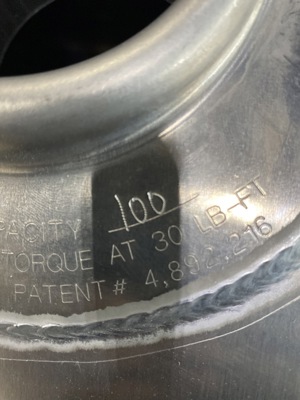 PACITY 100
TORQUE AT 30 LB-FT
PATENT # 4,892,216